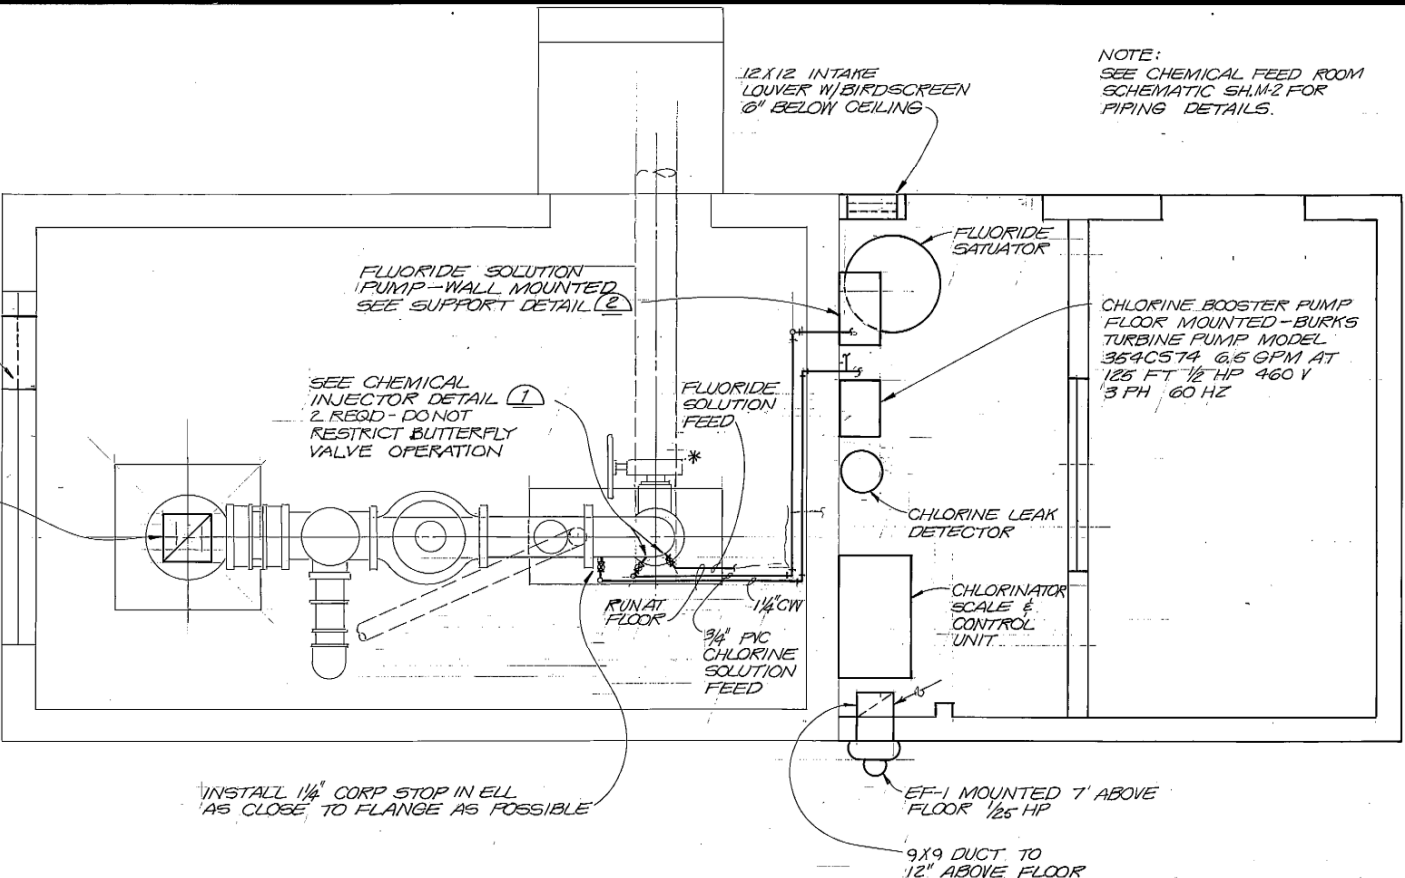 12X12 INTAKE
LOUVER W/BIRDSCREEN
6" BELOW CEILING
NOTE:
SEE CHEMICAL FEED ROOM
SCHEMATIC SH.M-2 FOR
PIPING DETAILS.
FLUORIDE
SATUATOR
FLUORIDE SOLUTION
PUMP-WALL MOUNTED
SEE SUPPORT DETAIL 2
CHLORINE BOOSTER PUMP
FLOOR MOUNTED-BURKS
TURBINE PUMP MODEL
354CS74 6.5 GPM AT
125 FT 1/2 HP 460 V
3 PH 60 HZ
SEE CHEMICAL
INJECTOR DETAIL 1
2 REQD-DO NOT
RESTRICT BUTTERFLY
VALVE OPERATION
FLUORIDE
SOLUTION
FEED
*
CHLORINE LEAK
DETECTOR
CHLORINATOR
SCALE &
CONTROL
UNIT
RUN AT
FLOOR
1 1/4" CW
3/4" PVC
CHLORINE
SOLUTION
FEED
INSTALL 1 1/4" CORP STOP IN ELL
AS CLOSE TO FLANGE AS POSSIBLE
EF-1 MOUNTED 7' ABOVE
FLOOR 1/25 HP
9X9 DUCT TO
12" ABOVE FLOOR